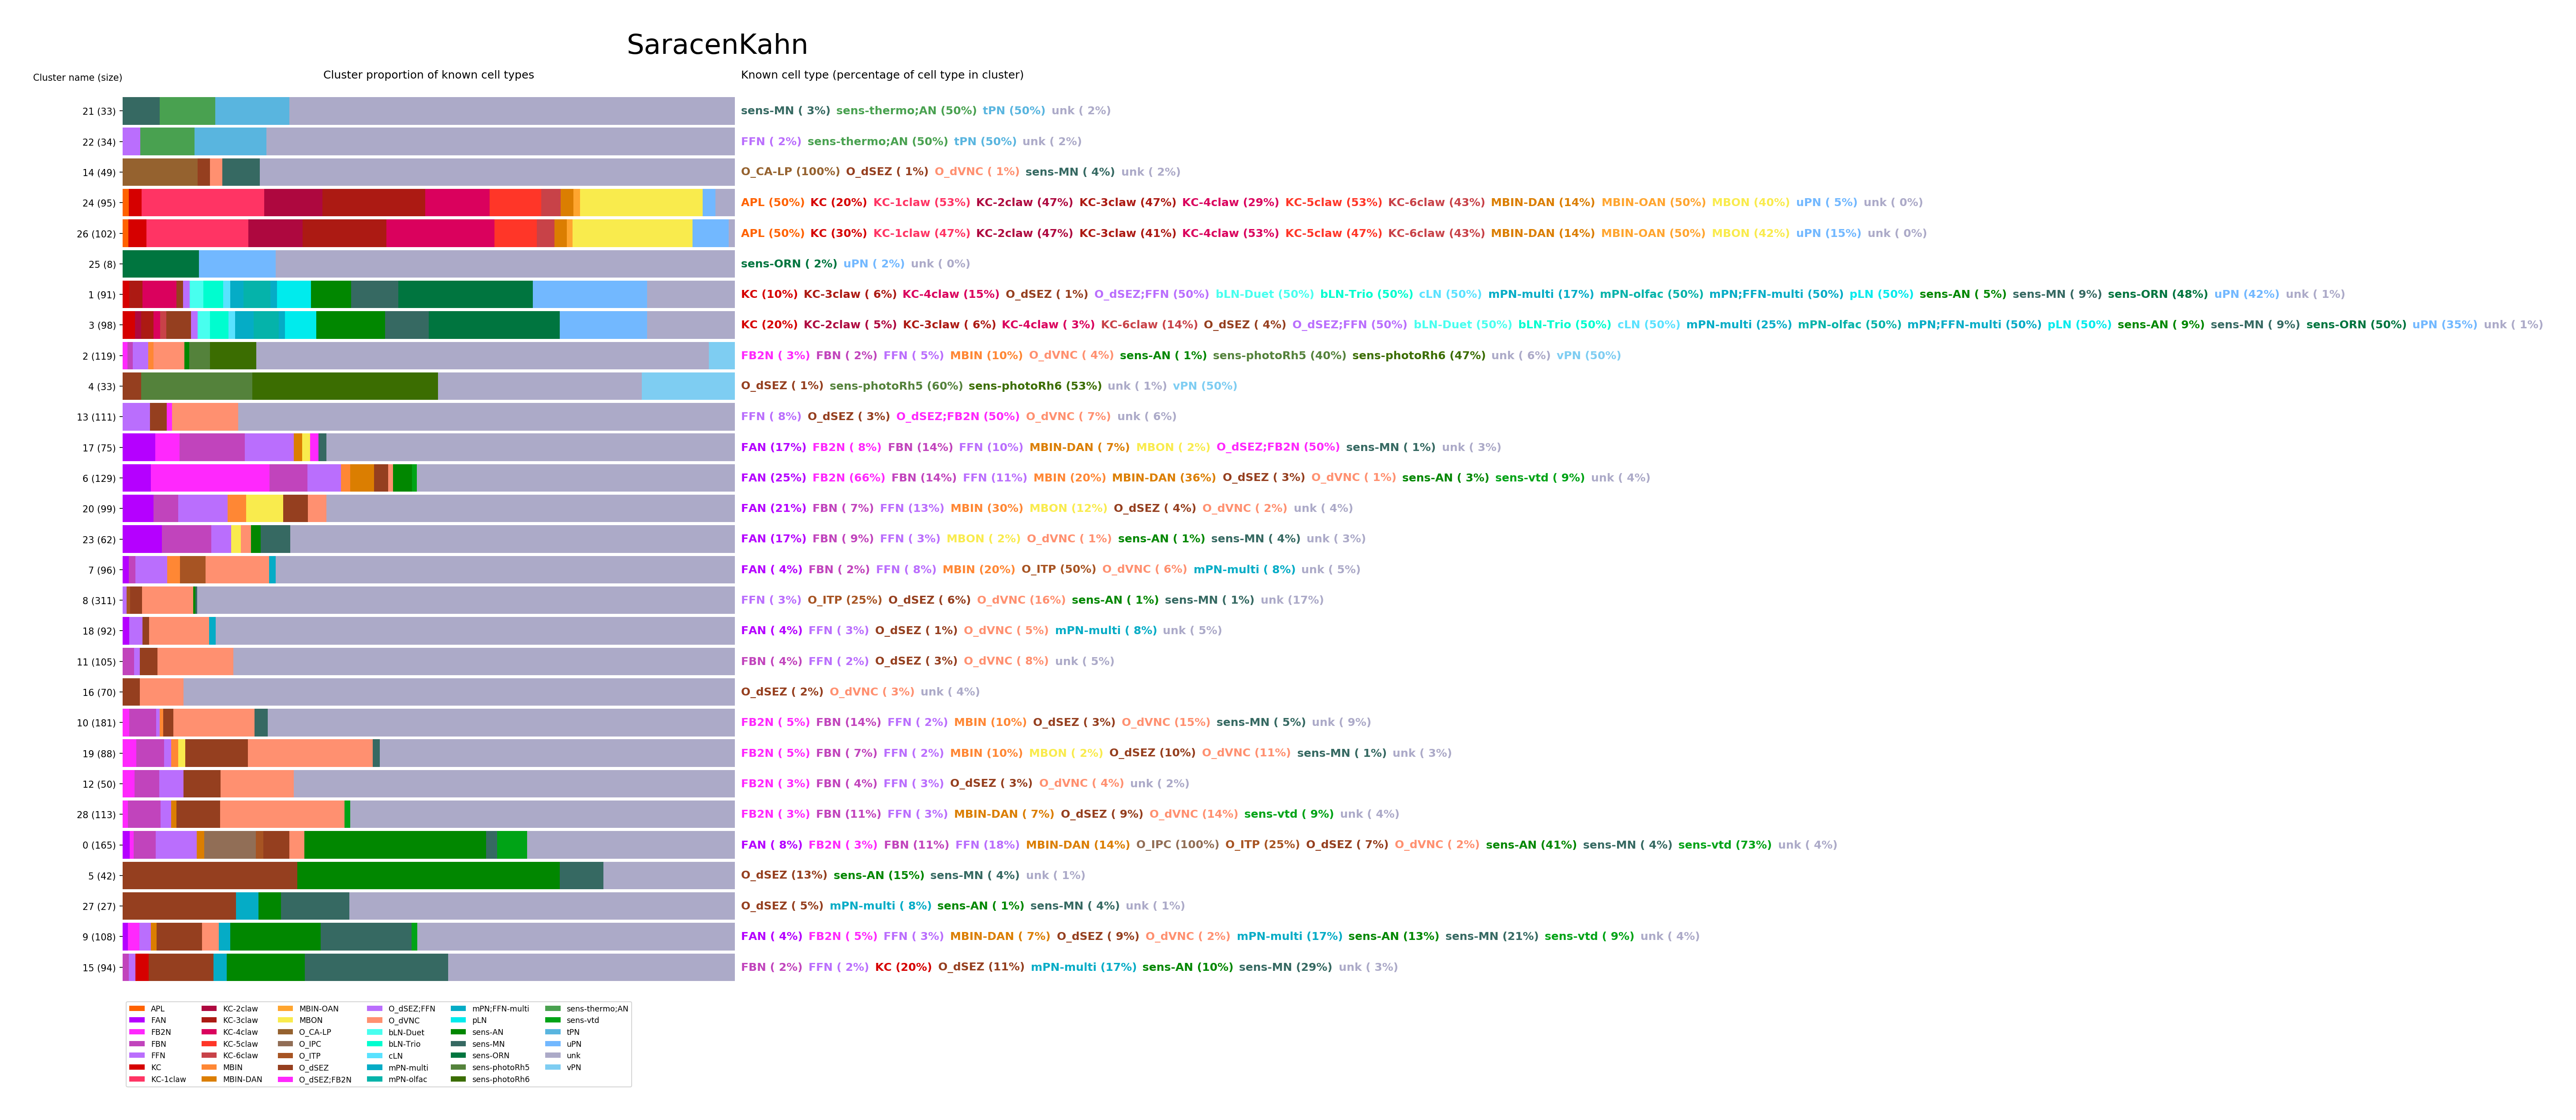 SaracenKahn
Cluster name (size) Cluster proportion of known cell types Known cell type (percentage of cell type in cluster)
21 (33) sens-MN ( 3%) sens-thermo;AN (50%) tPN (50%) unk ( 2%)
22 (34) FFN ( 2%) sens-thermo;AN (50%) tPN (50%) unk ( 2%)
14 (49) O_CA-LP (100%) O_dSEZ ( 1%) O_dVNC ( 1%) sens-MN ( 4%) unk ( 2%)
24 (95) APL (50%) KC (20%) KC-1claw (53%) KC-2claw (47%) KC-3claw (47%) KC-4claw (29%) KC-5claw (53%) KC-6claw (43%) MBIN-DAN (14%) MBIN-OAN (50%) MBON (40%) uPN ( 5%) unk ( 0%)
26 (102) APL (50%) KC (30%) KC-1claw (47%) KC-2claw (47%) KC-3claw (41%) KC-4claw (53%) KC-5claw (47%) KC-6claw (43%) MBIN-DAN (14%) MBIN-OAN (50%) MBON (42%) uPN (15%) unk ( 0%)
25 (8) sens-ORN ( 2%) uPN ( 2%) unk ( 0%)
1 (91) KC (10%) KC-3claw ( 6%) KC-4claw (15%) O_dSEZ ( 1%) O_dSEZ;FFN (50%) bLN-Duet (50%) bLN-Trio (50%) cLN (50%) mPN-multi (17%) mPN-olfac (50%) mPN;FFN-multi (50%) pLN (50%) sens-AN ( 5%) sens-MN ( 9%) sens-ORN (48%) uPN (42%) unk ( 1%)
3 (98) KC (20%) KC-2claw ( 5%) KC-3claw ( 6%) KC-4claw ( 3%) KC-6claw (14%) O_dSEZ ( 4%) O_dSEZ;FFN (50%) bLN-Duet (50%) bLN-Trio (50%) cLN (50%) mPN-multi (25%) mPN-olfac (50%) mPN;FFN-multi (50%) pLN (50%) sens-AN ( 9%) sens-MN ( 9%) sens-ORN (50%) uPN (35%) unk ( 1%)
2 (119) FB2N ( 3%) FBN ( 2%) FFN ( 5%) MBIN (10%) O_dVNC ( 4%) sens-AN ( 1%) sens-photoRh5 (40%) sens-photoRh6 (47%) unk ( 6%) vPN (50%)
4 (33) O_dSEZ ( 1%) sens-photoRh5 (60%) sens-photoRh6 (53%) unk ( 1%) vPN (50%)
13 (111) FFN ( 8%) O_dSEZ ( 3%) O_dSEZ;FB2N (50%) O_dVNC ( 7%) unk ( 6%)
17 (75) FAN (17%) FB2N ( 8%) FBN (14%) FFN (10%) MBIN-DAN ( 7%) MBON ( 2%) O_dSEZ;FB2N (50%) sens-MN ( 1%) unk ( 3%)
6 (129) FAN (25%) FB2N (66%) FBN (14%) FFN (11%) MBIN (20%) MBIN-DAN (36%) O_dSEZ ( 3%) O_dVNC ( 1%) sens-AN ( 3%) sens-vtd ( 9%) unk ( 4%)
20 (99) FAN (21%) FBN ( 7%) FFN (13%) MBIN (30%) MBON (12%) O_dSEZ ( 4%) O_dVNC ( 2%) unk ( 4%)
23 (62) FAN (17%) FBN ( 9%) FFN ( 3%) MBON ( 2%) O_dVNC ( 1%) sens-AN ( 1%) sens-MN ( 4%) unk ( 3%)
7 (96) FAN ( 4%) FBN ( 2%) FFN ( 8%) MBIN (20%) O_ITP (50%) O_dVNC ( 6%) mPN-multi ( 8%) unk ( 5%)
8 (311) FFN ( 3%) O_ITP (25%) O_dSEZ ( 6%) O_dVNC (16%) sens-AN ( 1%) sens-MN ( 1%) unk (17%)
18 (92) FAN ( 4%) FFN ( 3%) O_dSEZ ( 1%) O_dVNC ( 5%) mPN-multi ( 8%) unk ( 5%)
11 (105) FBN ( 4%) FFN ( 2%) O_dSEZ ( 3%) O_dVNC ( 8%) unk ( 5%)
16 (70) O_dSEZ ( 2%) O_dVNC ( 3%) unk ( 4%)
10 (181) FB2N ( 5%) FBN (14%) FFN ( 2%) MBIN (10%) O_dSEZ ( 3%) O_dVNC (15%) sens-MN ( 5%) unk ( 9%)
19 (88) FB2N ( 5%) FBN ( 7%) FFN ( 2%) MBIN (10%) MBON ( 2%) O_dSEZ (10%) O_dVNC (11%) sens-MN ( 1%) unk ( 3%)
12 (50) FB2N ( 3%) FBN ( 4%) FFN ( 3%) O_dSEZ ( 3%) O_dVNC ( 4%) unk ( 2%)
28 (113) FB2N ( 3%) FBN (11%) FFN ( 3%) MBIN-DAN ( 7%) O_dSEZ ( 9%) O_dVNC (14%) sens-vtd ( 9%) unk ( 4%)
0 (165) FAN ( 8%) FB2N ( 3%) FBN (11%) FFN (18%) MBIN-DAN (14%) O_IPC (100%) O_ITP (25%) O_dSEZ ( 7%) O_dVNC ( 2%) sens-AN (41%) sens-MN ( 4%) sens-vtd (73%) unk ( 4%)
5 (42) O_dSEZ (13%) sens-AN (15%) sens-MN ( 4%) unk ( 1%)
27 (27) O_dSEZ ( 5%) mPN-multi ( 8%) sens-AN ( 1%) sens-MN ( 4%) unk ( 1%)
9 (108) FAN ( 4%) FB2N ( 5%) FFN ( 3%) MBIN-DAN ( 7%) O_dSEZ ( 9%) O_dVNC ( 2%) mPN-multi (17%) sens-AN (13%) sens-MN (21%) sens-vtd ( 9%) unk ( 4%)
15 (94) FBN ( 2%) FFN ( 2%) KC (20%) O_dSEZ (11%) mPN-multi (17%) sens-AN (10%) sens-MN (29%) unk ( 3%)
APL KC-2claw MBIN-OAN O_dSEZ;FFN mPN;FFN-multi sens-thermo;AN
FAN KC-3claw MBON O_dVNC pLN sens-vtd
FB2N KC-4claw O_CA-LP bLN-Duet sens-AN tPN
FBN KC-5claw O_IPC bLN-Trio sens-MN uPN
FFN KC-6claw O_ITP cLN sens-ORN unk
KC MBIN O_dSEZ mPN-multi sens-photoRh5 vPN
KC-1claw MBIN-DAN O_dSEZ;FB2N mPN-olfac sens-photoRh6